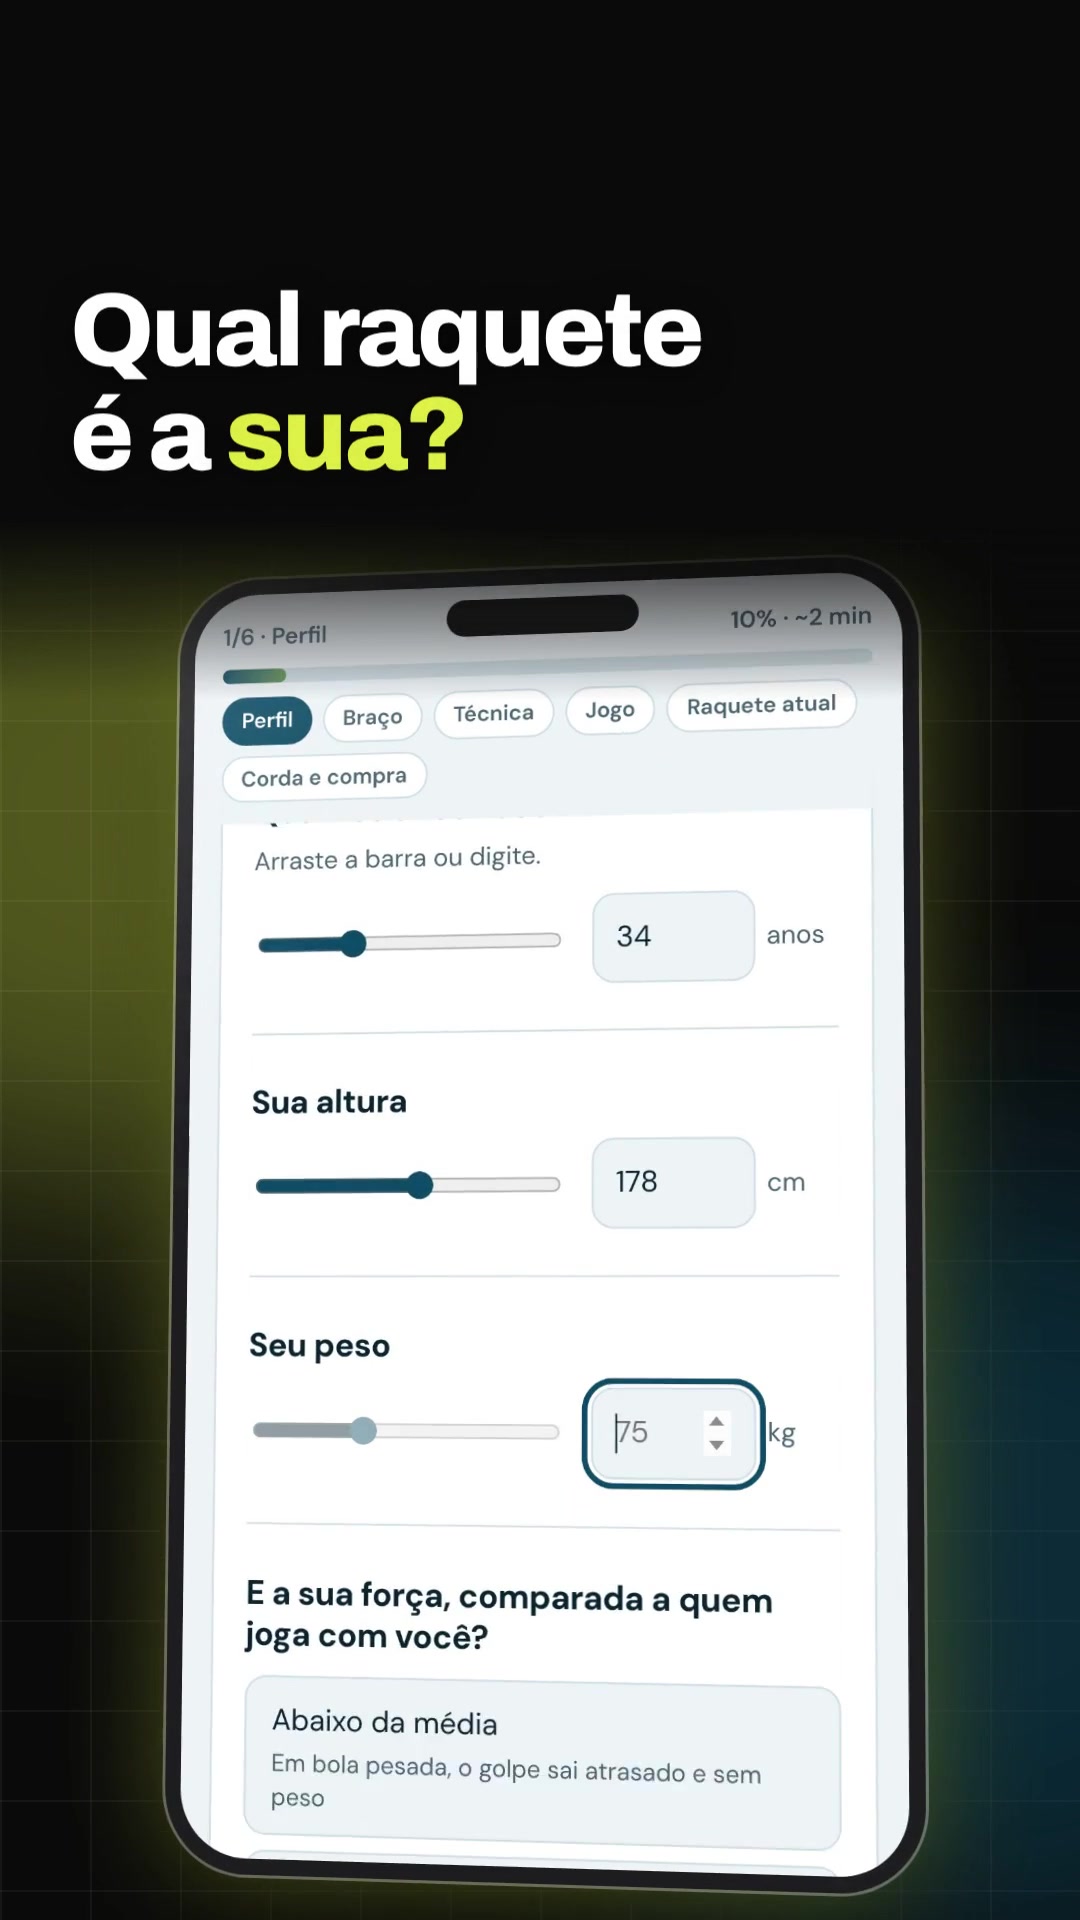 Qual raquete
é a sua?
1/6 · Perfil
10% · ~2 min
Perfil
Braço
Técnica
Jogo
Raquete atual
Corda e compra
Arraste a barra ou digite.
34
anos
Sua altura
178
cm
Seu peso
75
kg
E a sua força, comparada a quem
joga com você?
Abaixo da média
Em bola pesada, o golpe sai atrasado e sem
peso